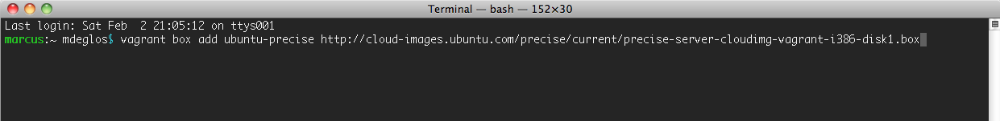 Terminal — bash — 152×30
Last login: Sat Feb  2 21:05:12 on ttys001
marcus:~ mdeglos$ vagrant box add ubuntu-precise http://cloud-images.ubuntu.com/precise/current/precise-server-cloudimg-vagrant-i386-disk1.box